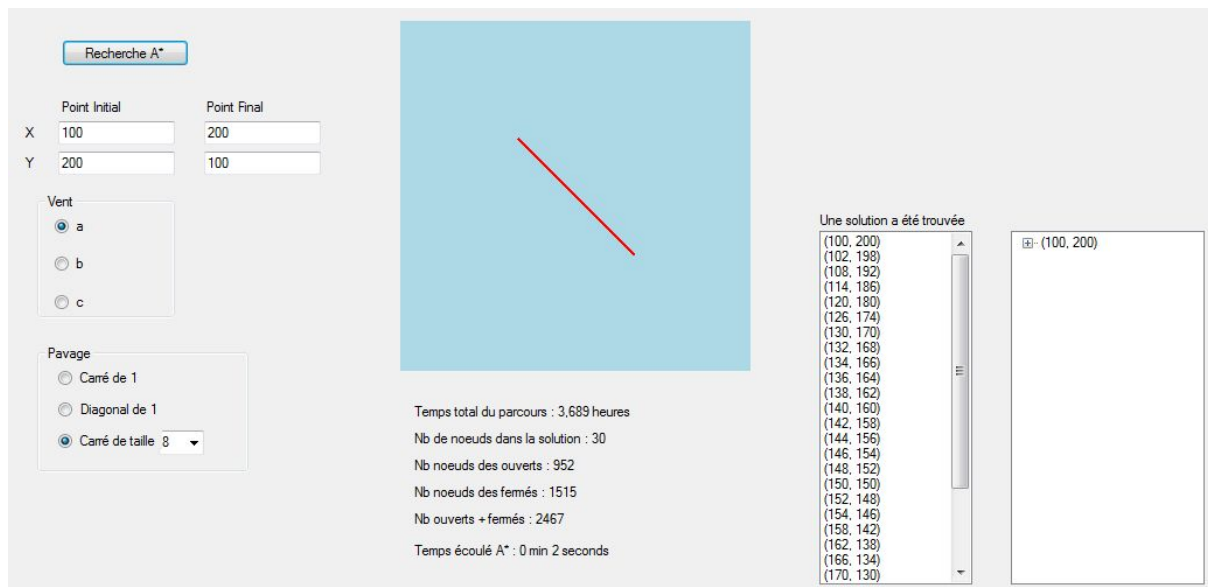 Recherche A*
Point Initial Point Final
X 100 200
Y 200 100
Vent
a
b
c
Pavage
Carré de 1
Diagonal de 1
Carré de taille 8
Temps total du parcours : 3,689 heures
Nb de noeuds dans la solution : 30
Nb noeuds des ouverts : 952
Nb noeuds des fermés : 1515
Nb ouverts + fermés : 2467
Temps écoulé A* : 0 min 2 seconds
Une solution a été trouvée
(100, 200)
(102, 198)
(108, 192)
(114, 186)
(120, 180)
(126, 174)
(130, 170)
(132, 168)
(134, 166)
(136, 164)
(138, 162)
(140, 160)
(142, 158)
(144, 156)
(146, 154)
(148, 152)
(150, 150)
(152, 148)
(154, 146)
(158, 142)
(162, 138)
(166, 134)
(170, 130)
(100, 200)